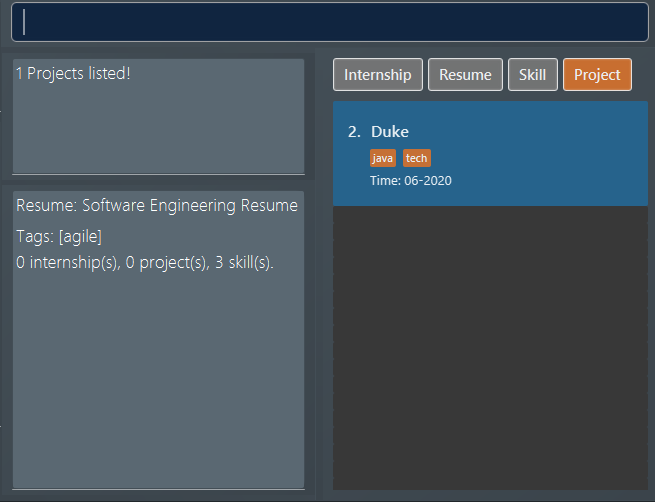 1 Projects listed!
Resume: Software Engineering Resume
Tags: [agile]
0 internship(s), 0 project(s), 3 skill(s).
Internship Resume Skill Project
2. Duke
java tech
Time: 06-2020